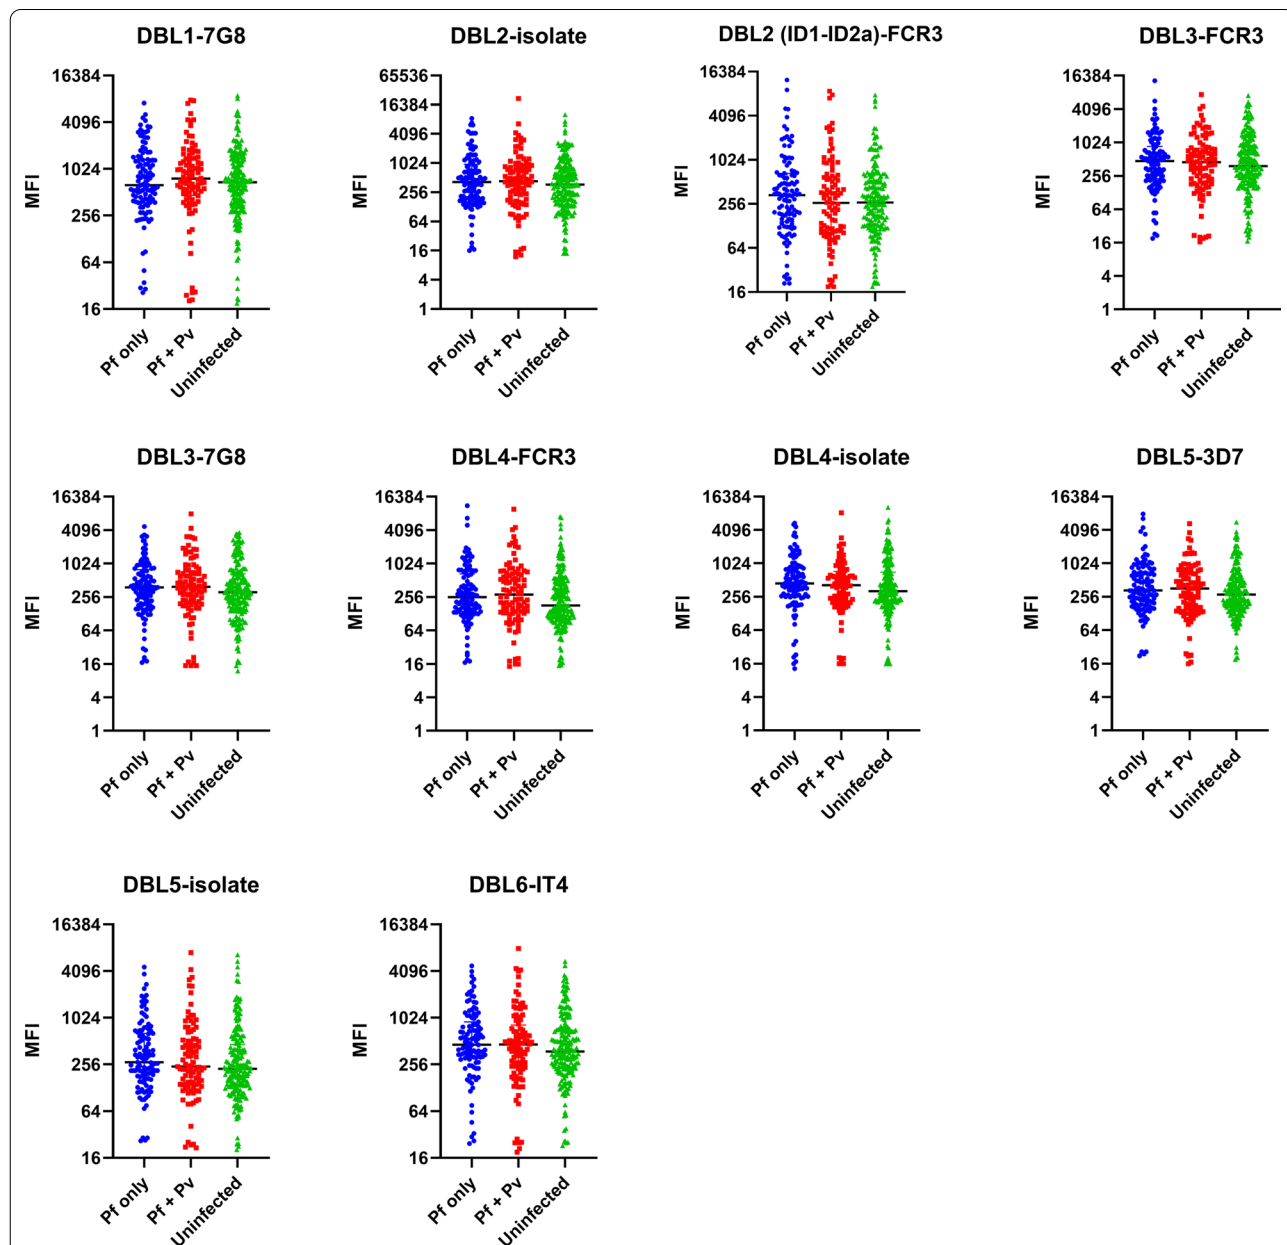 DBL1-7G8
MFI
16384
4096
1024
256
64
16
Pf only
Pf + Pv
Uninfected
DBL2-isolate
MFI
65536
16384
4096
1024
256
64
16
4
1
Pf only
Pf + Pv
Uninfected
DBL2 (ID1-ID2a)-FCR3
MFI
16384
4096
1024
256
64
16
Pf only
Pf + Pv
Uninfected
DBL3-FCR3
MFI
16384
4096
1024
256
64
16
4
1
Pf only
Pf + Pv
Uninfected
DBL3-7G8
MFI
16384
4096
1024
256
64
16
4
1
Pf only
Pf + Pv
Uninfected
DBL4-FCR3
MFI
16384
4096
1024
256
64
16
4
1
Pf only
Pf + Pv
Uninfected
DBL4-isolate
MFI
16384
4096
1024
256
64
16
4
1
Pf only
Pf + Pv
Uninfected
DBL5-3D7
MFI
16384
4096
1024
256
64
16
4
1
Pf only
Pf + Pv
Uninfected
DBL5-isolate
MFI
16384
4096
1024
256
64
16
Pf only
Pf + Pv
Uninfected
DBL6-IT4
MFI
16384
4096
1024
256
64
16
Pf only
Pf + Pv
Uninfected